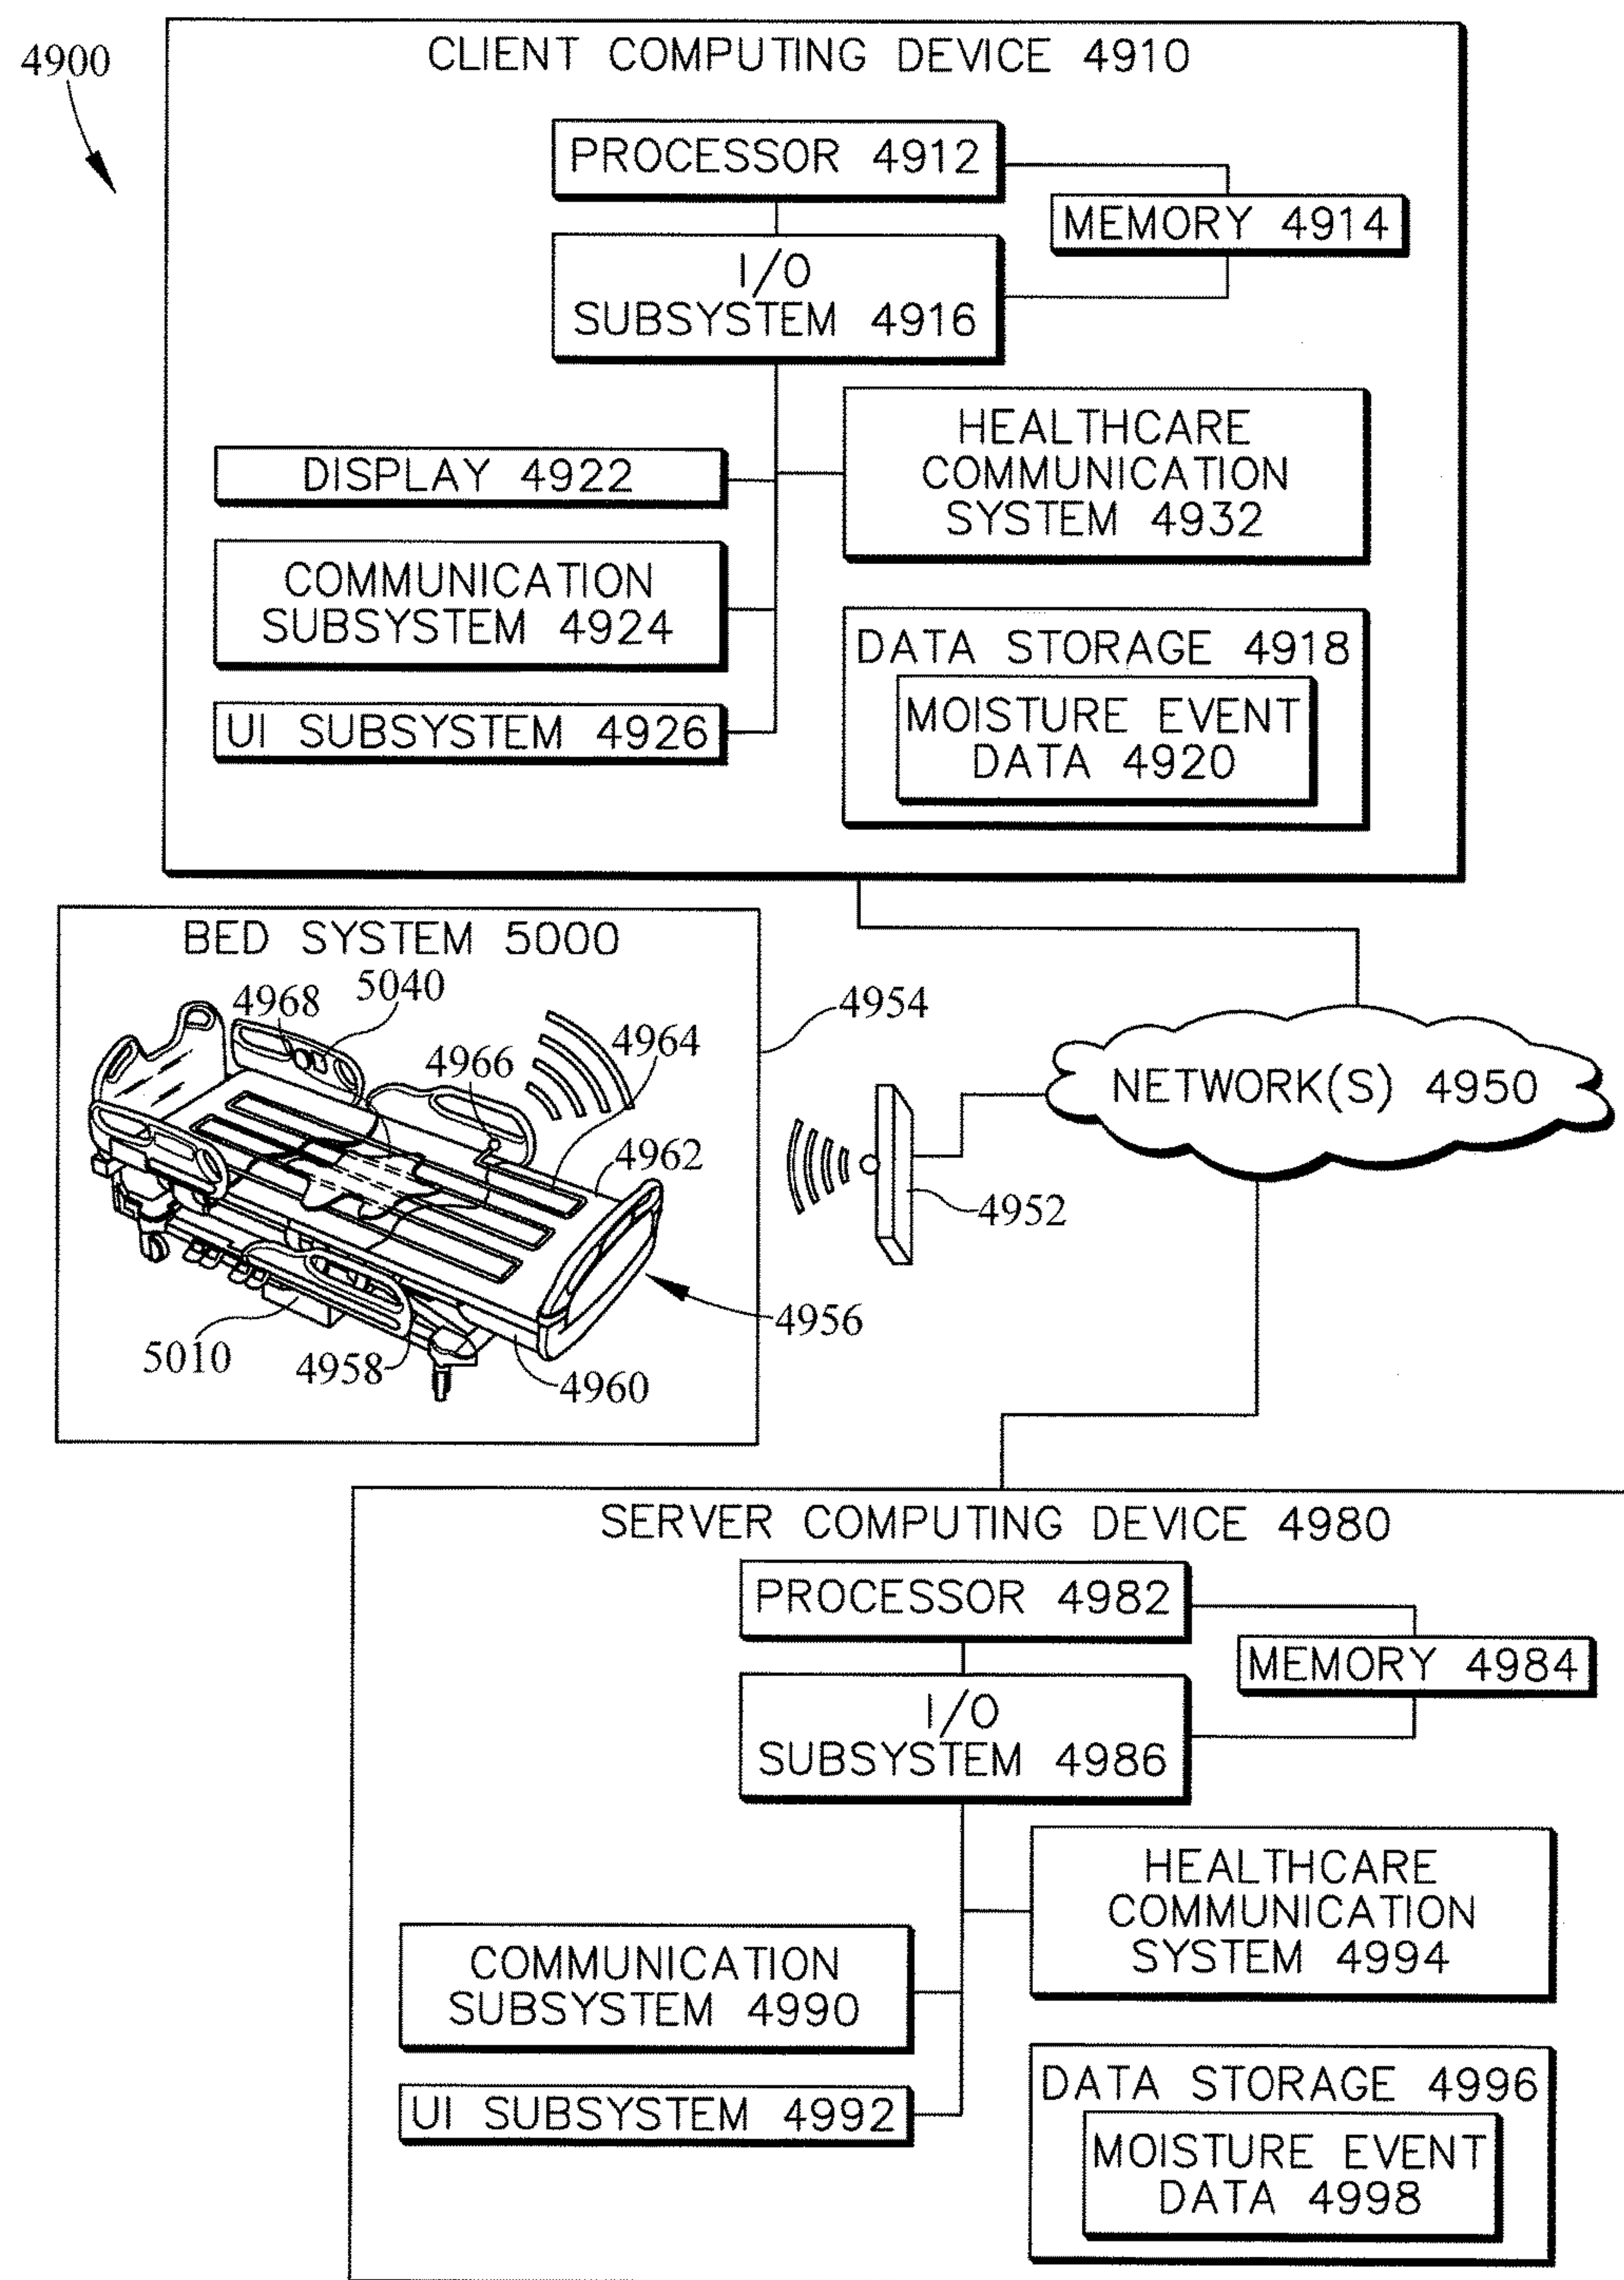 4900
CLIENT COMPUTING DEVICE 4910
PROCESSOR 4912
MEMORY 4914
I/O
SUBSYSTEM 4916
HEALTHCARE
COMMUNICATION
SYSTEM 4932
DISPLAY 4922
COMMUNICATION
SUBSYSTEM 4924
DATA STORAGE 4918
MOISTURE EVENT
DATA 4920
UI SUBSYSTEM 4926
BED SYSTEM 5000
4968
5040
4966
4964
4962
4954
4956
4960
4958
5010
4952
NETWORK(S) 4950
SERVER COMPUTING DEVICE 4980
PROCESSOR 4982
MEMORY 4984
I/O
SUBSYSTEM 4986
HEALTHCARE
COMMUNICATION
SYSTEM 4994
COMMUNICATION
SUBSYSTEM 4990
UI SUBSYSTEM 4992
DATA STORAGE 4996
MOISTURE EVENT
DATA 4998